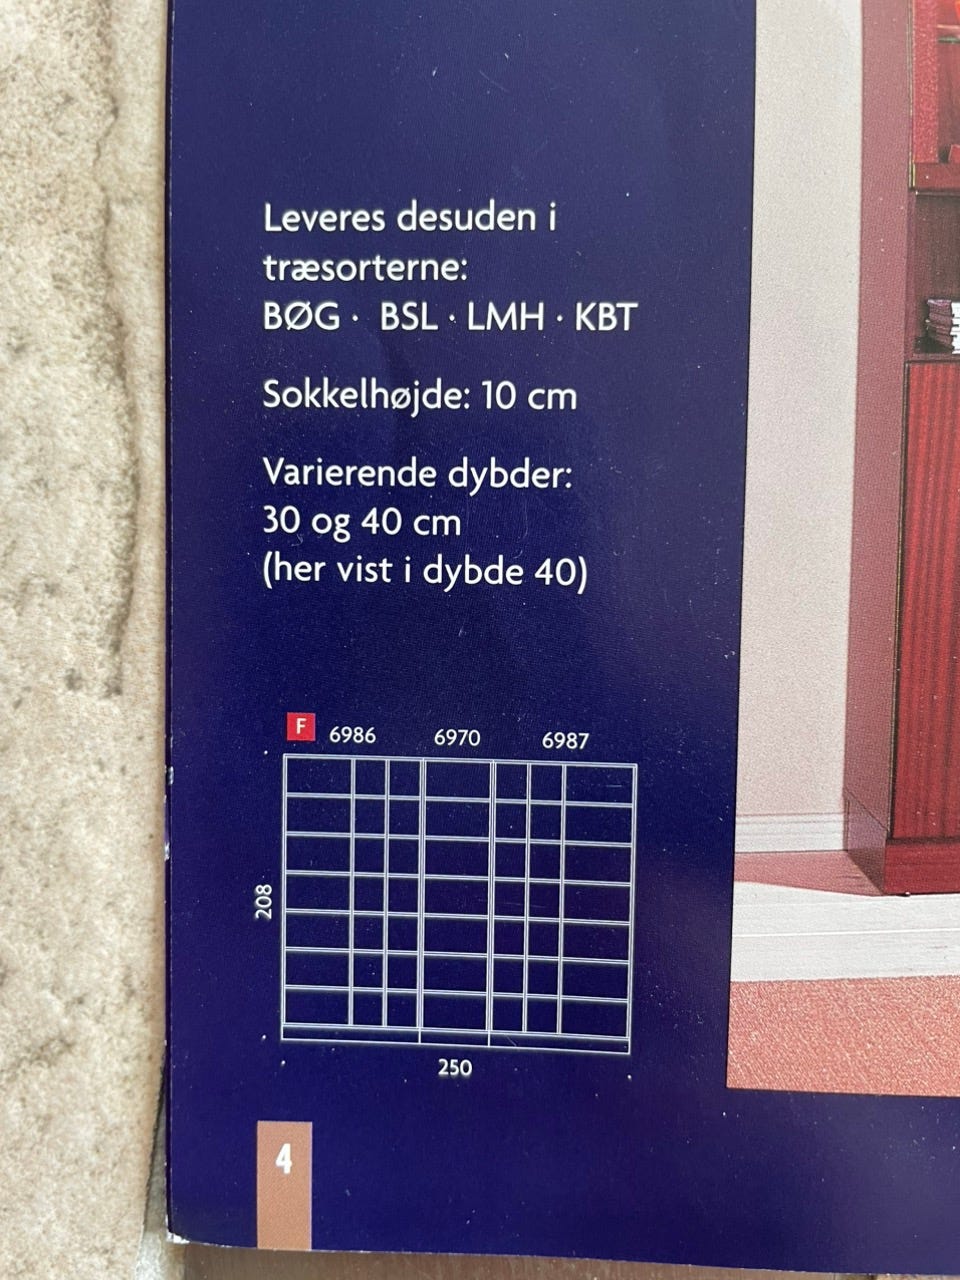 Leveres desuden i
træsorterne:
BØG · BSL · LMH · KBT
Sokkelhøjde: 10 cm
Varierende dybder:
30 og 40 cm
(her vist i dybde 40)
F 6986 6970 6987
208
250
4